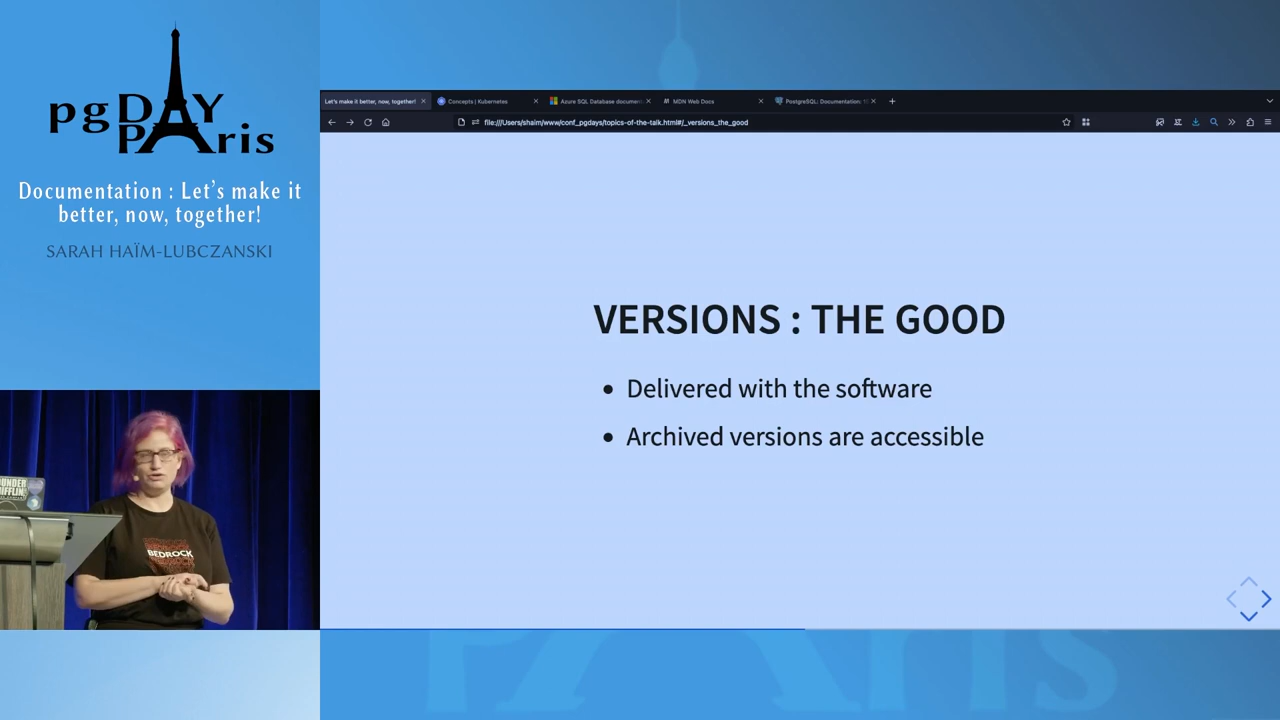 pgDAY
PAris
Documentation : Let's make it
better, now, together!
SARAH HAÏM-LUBCZANSKI
Let's make it better, now, together!
Concepts | Kubernetes
Azure SQL Database document
MDN Web Docs
PostgreSQL: Documentation:
file:///Users/shaim/www/conf_pgdays/topics-of-the-talk.html#/_versions_the_good
VERSIONS : THE GOOD
• Delivered with the software
• Archived versions are accessible
BEDROCK